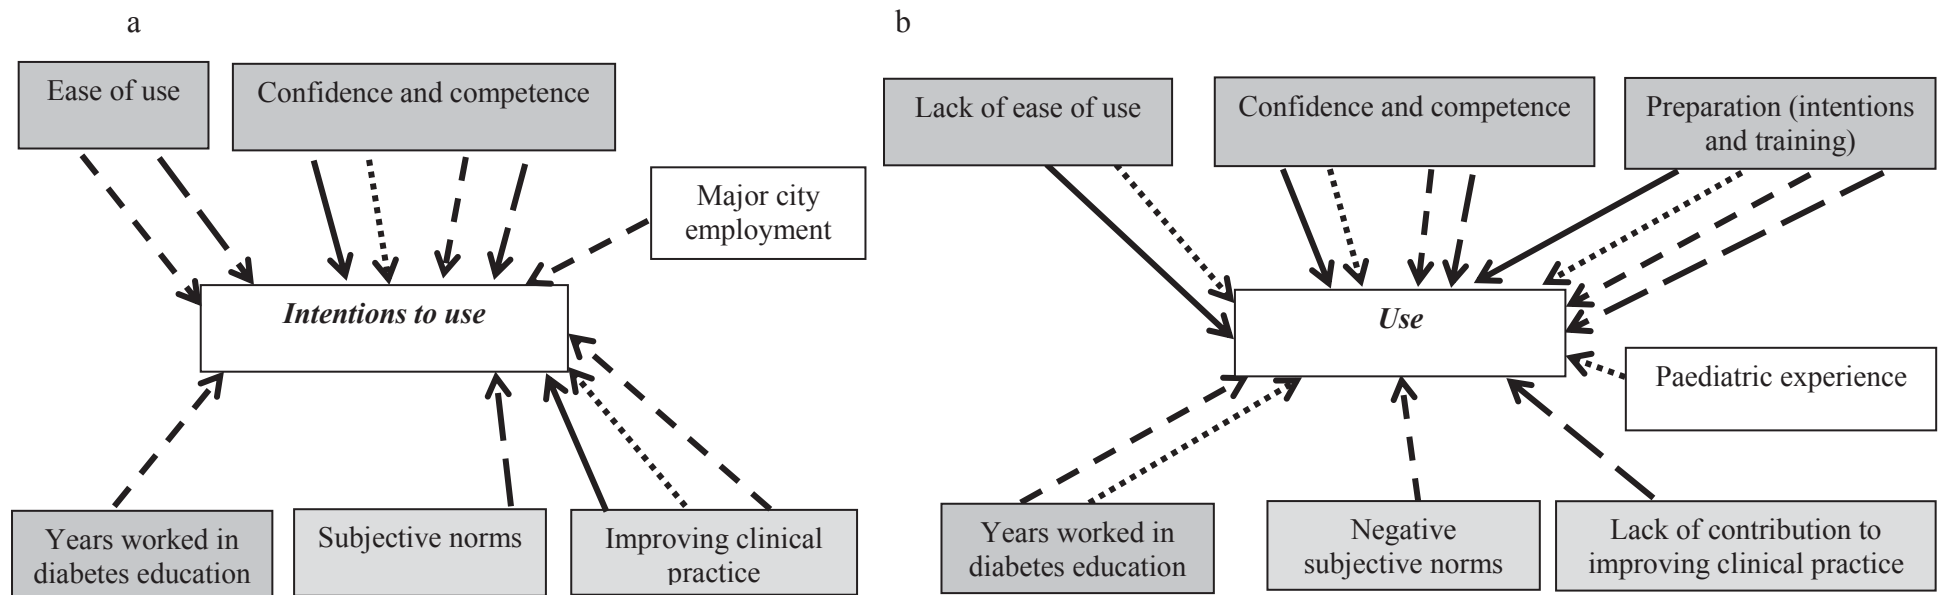 a
Ease of use
Confidence and competence
Major city
employment
Intentions to use
Years worked in
diabetes education
Subjective norms
Improving clinical
practice
b
Lack of ease of use
Confidence and competence
Preparation (intentions
and training)
Use
Paediatric experience
Years worked in
diabetes education
Negative
subjective norms
Lack of contribution to
improving clinical practice